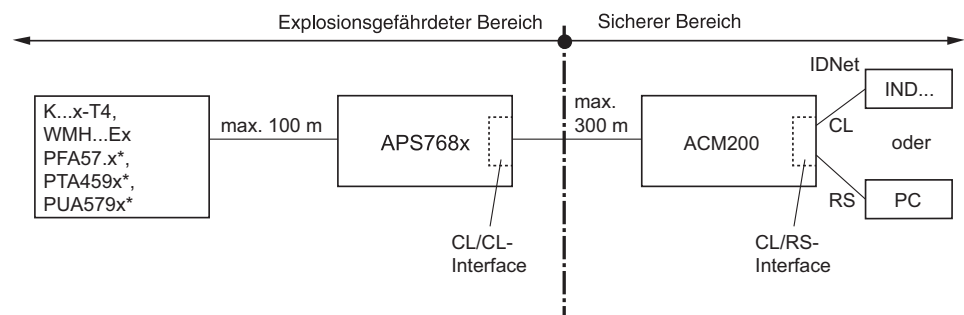 Explosionsgefährdeter Bereich
Sicherer Bereich
K...x-T4,
WMH...Ex
PFA57.x*,
PTA459x*,
PUA579x*
max. 100 m
APS768x
CL/CL-
Interface
max.
300 m
ACM200
CL/RS-
Interface
IDNet
CL
IND...
oder
RS
PC